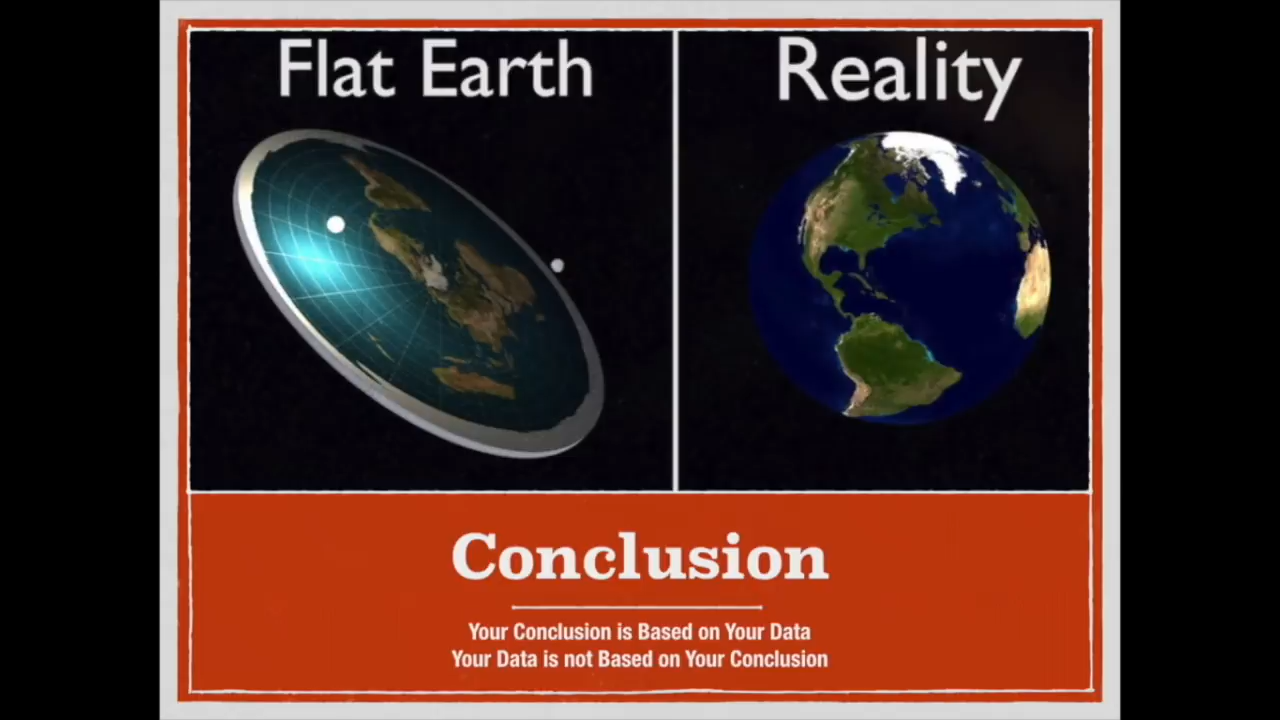 Flat Earth
Reality
Conclusion
Your Conclusion is Based on Your Data
Your Data is not Based on Your Conclusion